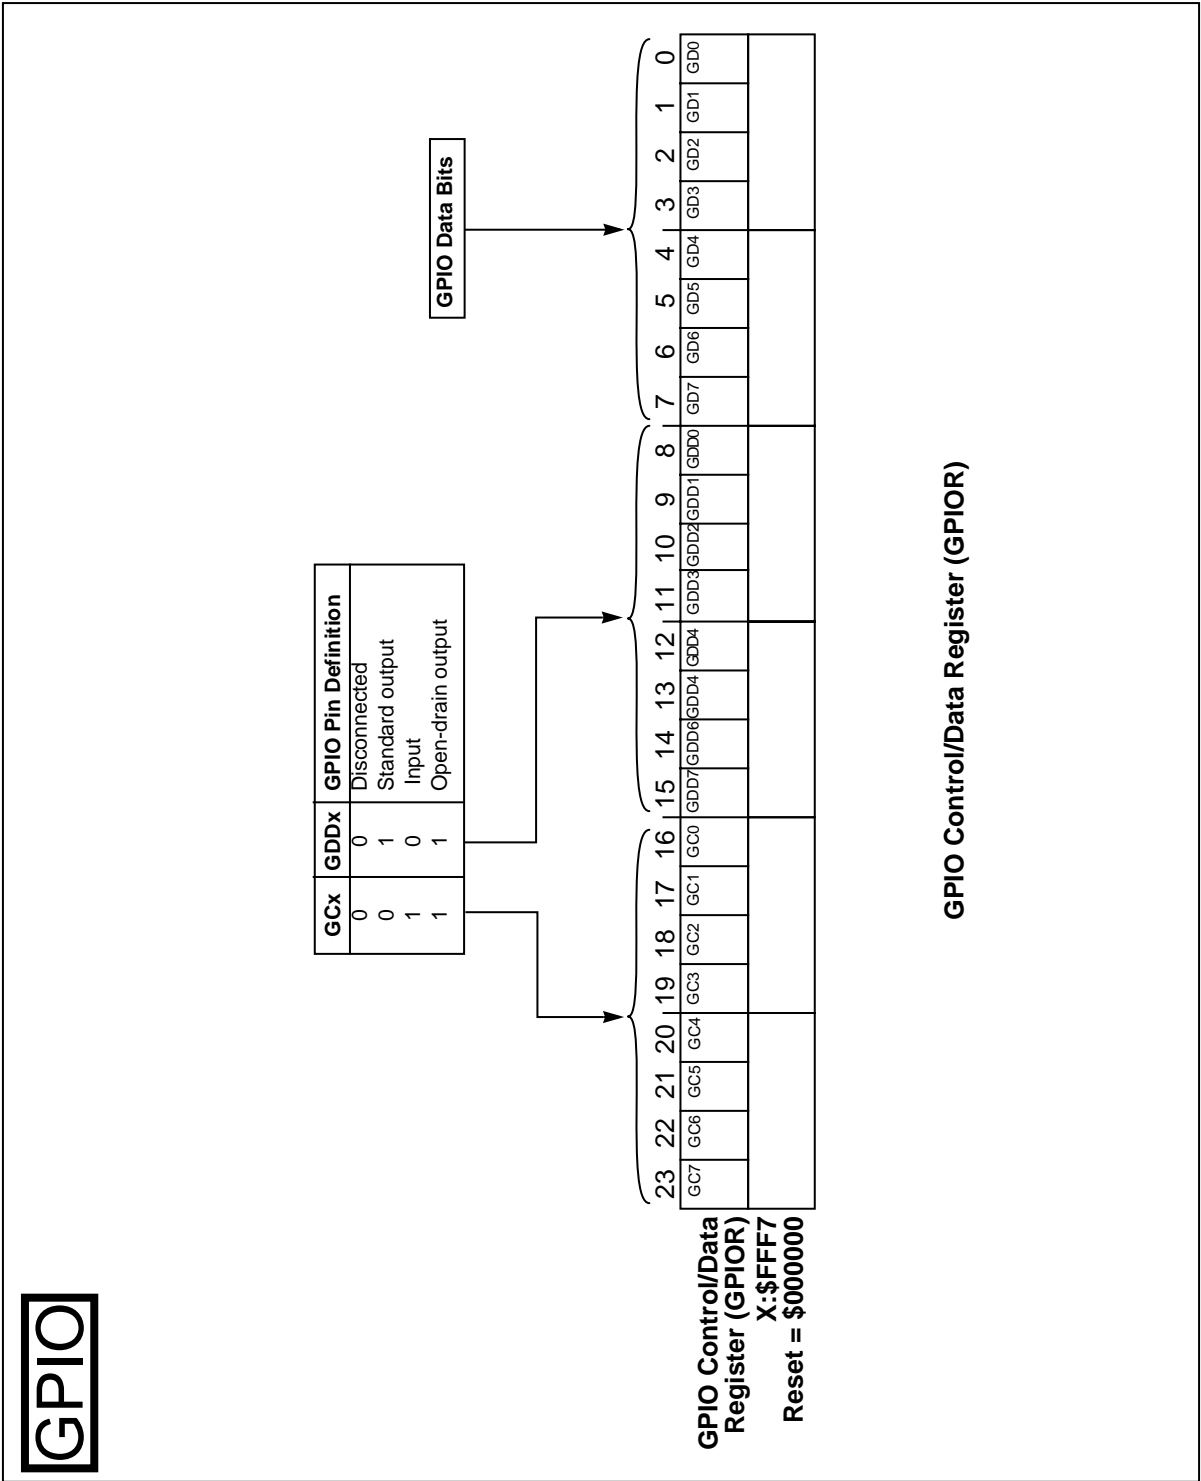 GPIO
GCx GDDx GPIO Pin Definition
0 0 Disconnected
0 1 Standard output
1 0 Input
1 1 Open-drain output
GPIO Data Bits
23 22 21 20 19 18 17 16 15 14 13 12 11 10 9 8 7 6 5 4 3 2 1 0
GC7 GC6 GC5 GC4 GC3 GC2 GC1 GC0 GDD7 GDD6 GDD4 GDD4 GDD3 GDD2 GDD1 GDD0 GD7 GD6 GD5 GD4 GD3 GD2 GD1 GD0
GPIO Control/Data
Register (GPIOR)
X:$FFF7
Reset = $000000
GPIO Control/Data Register (GPIOR)